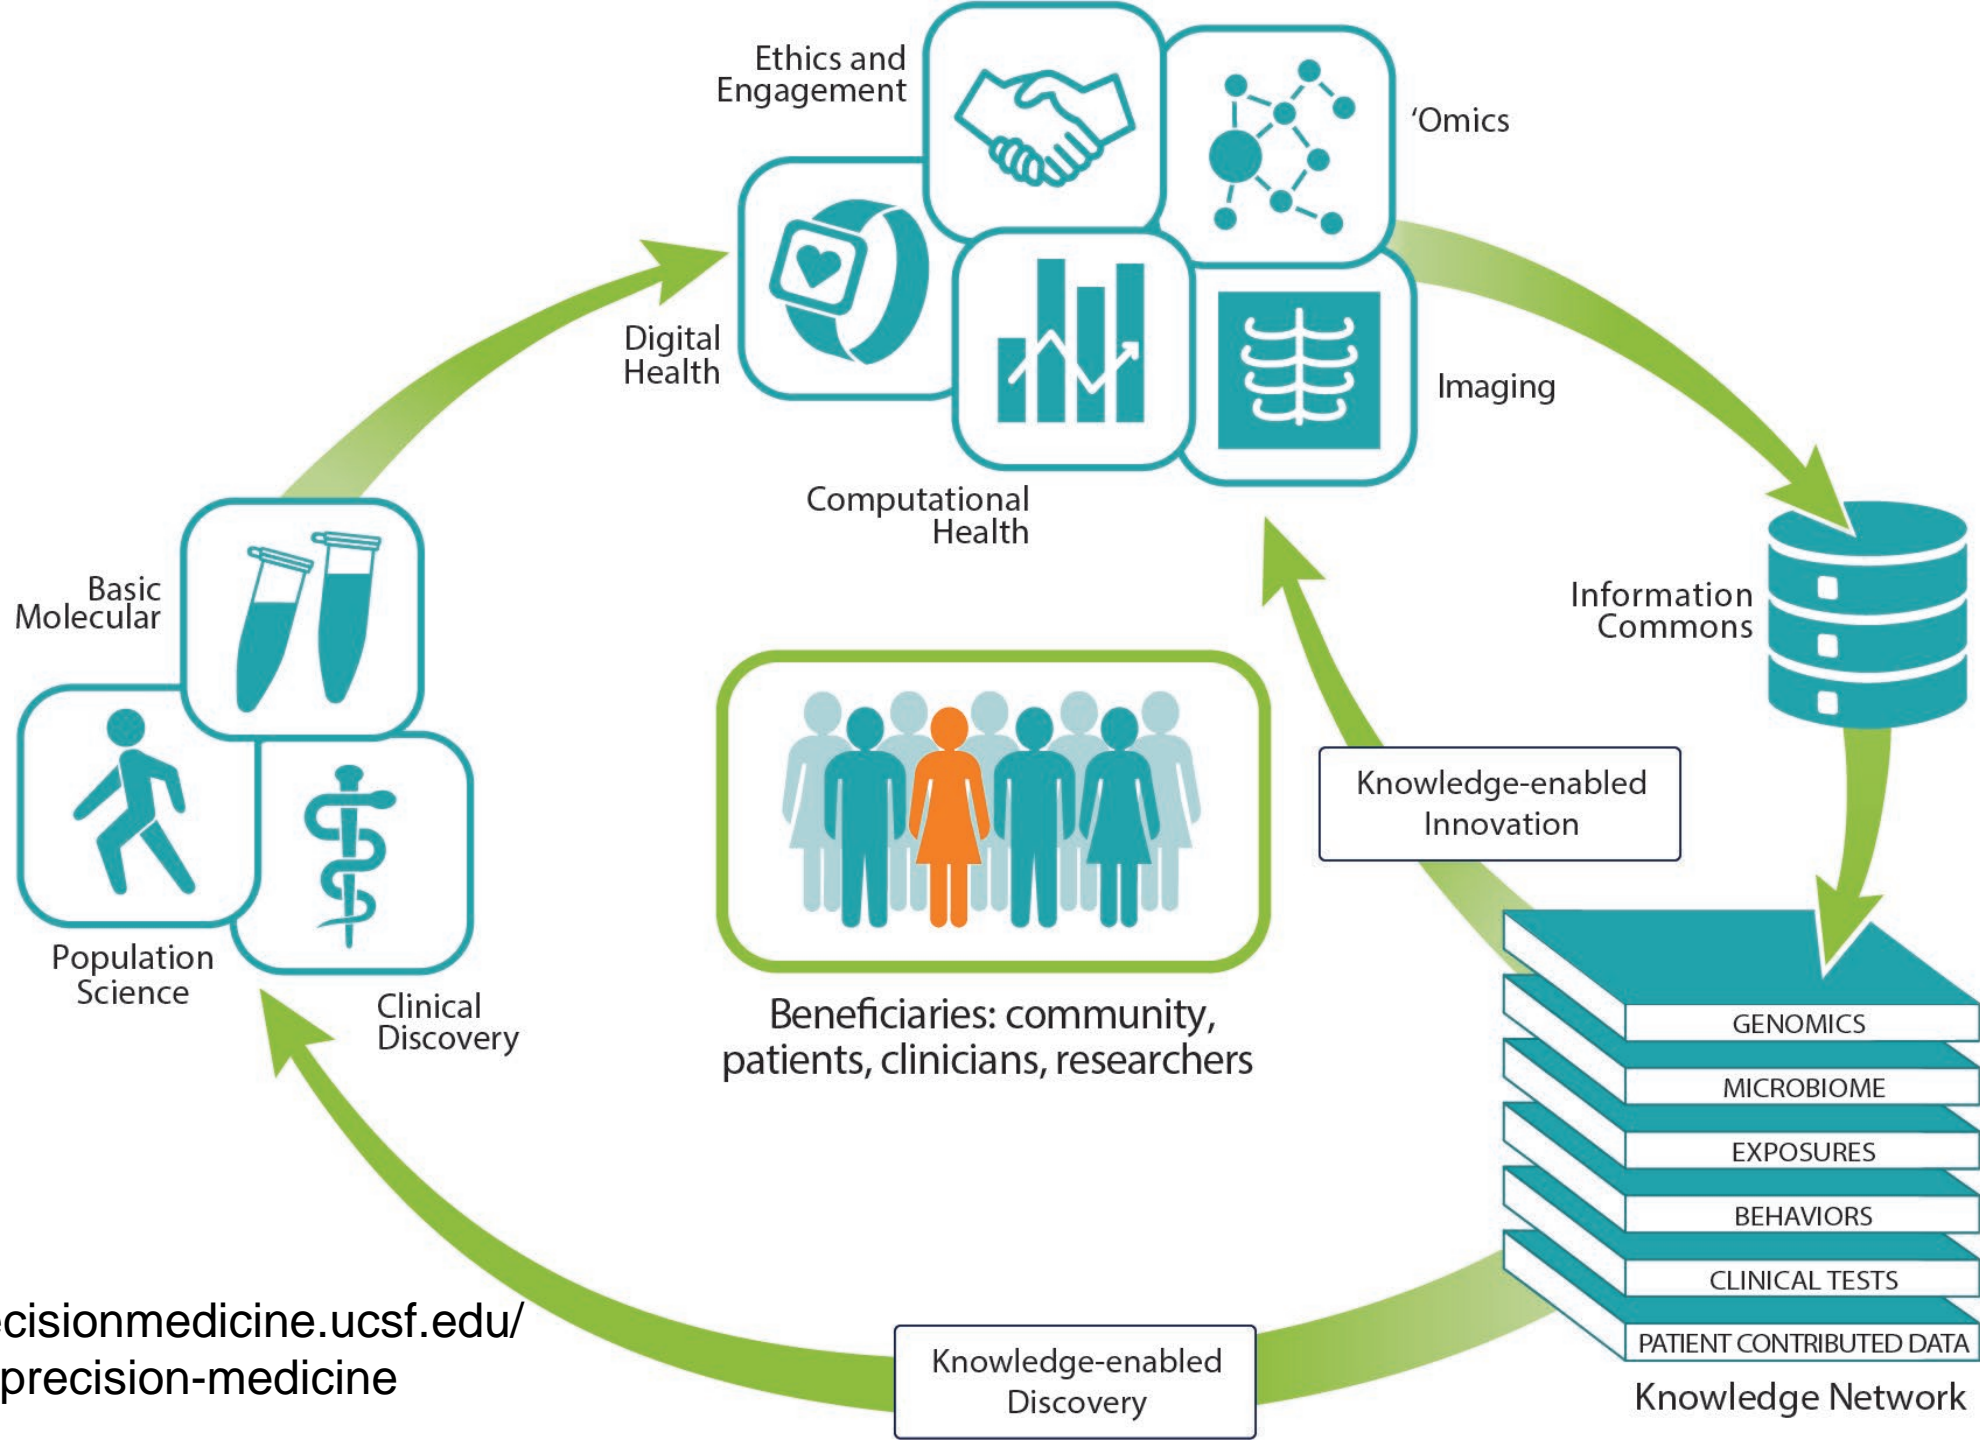 Ethics and
Engagement
‘Omics
Digital
Health
Imaging
Computational
Health
Basic
Molecular
Information
Commons
Population
Science
Clinical
Discovery
Knowledge-enabled
Innovation
Beneficiaries: community,
patients, clinicians, researchers
GENOMICS
MICROBIOME
EXPOSURES
BEHAVIORS
CLINICAL TESTS
PATIENT CONTRIBUTED DATA
Knowledge Network
Knowledge-enabled
Discovery
cisionmedicine.ucsf.edu/
precision-medicine